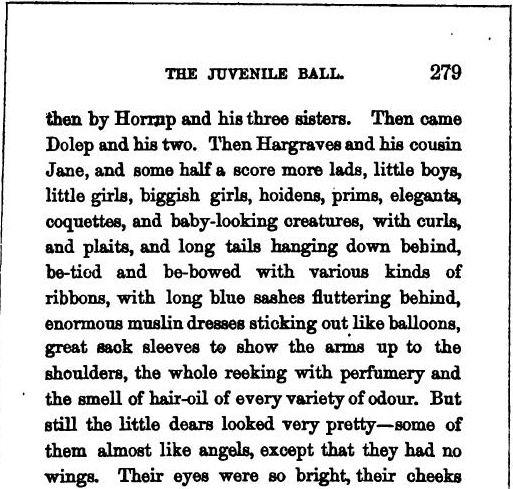 THE JUVENILE BALL. 279
then by Hornp and his three sisters. Then came
Dolep and his two. Then Hargraves and his cousin
Jane, and some half a score more lads, little boys,
little girls, biggish girls, hoidens, prims, elegants,
coquettes, and baby-looking creatures, with curls,
and plaits, and long tails hanging down behind,
be-tied and be-bowed with various kinds of
ribbons, with long blue sashes fluttering behind,
enormous muslin dresses sticking out like balloons,
great sack sleeves to show the arms up to the
shoulders, the whole reeking with perfumery and
the smell of hair-oil of every variety of odour. But
still the little dears looked very pretty—some of
them almost like angels, except that they had no
wings. Their eyes were so bright, their cheeks